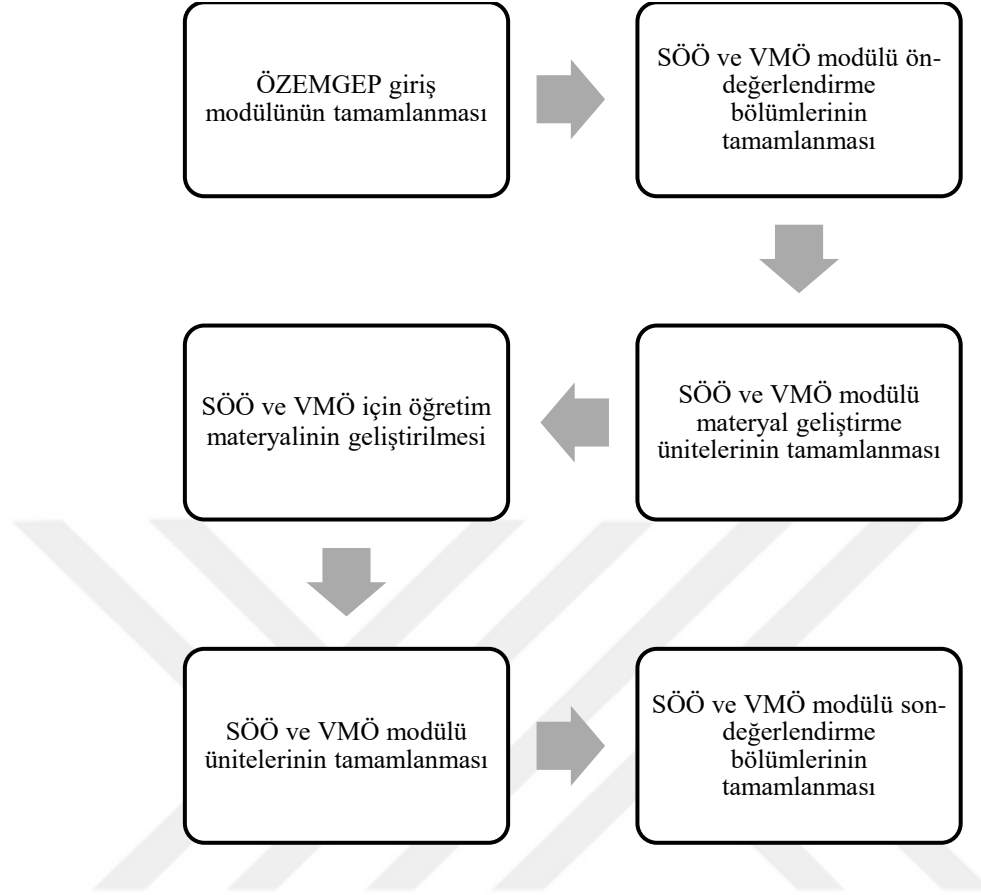 ÖZEMGEP giriş
modülünün tamamlanması
SÖÖ ve VMÖ modülü ön-
değerlendirme
bölümlerinin
tamamlanması
SÖÖ ve VMÖ modülü
materyal geliştirme
ünitelerinin tamamlanması
SÖÖ ve VMÖ için öğretim
materyalinin geliştirilmesi
SÖÖ ve VMÖ modülü
ünitelerinin tamamlanması
SÖÖ ve VMÖ modülü son-
değerlendirme
bölümlerinin
tamamlanması